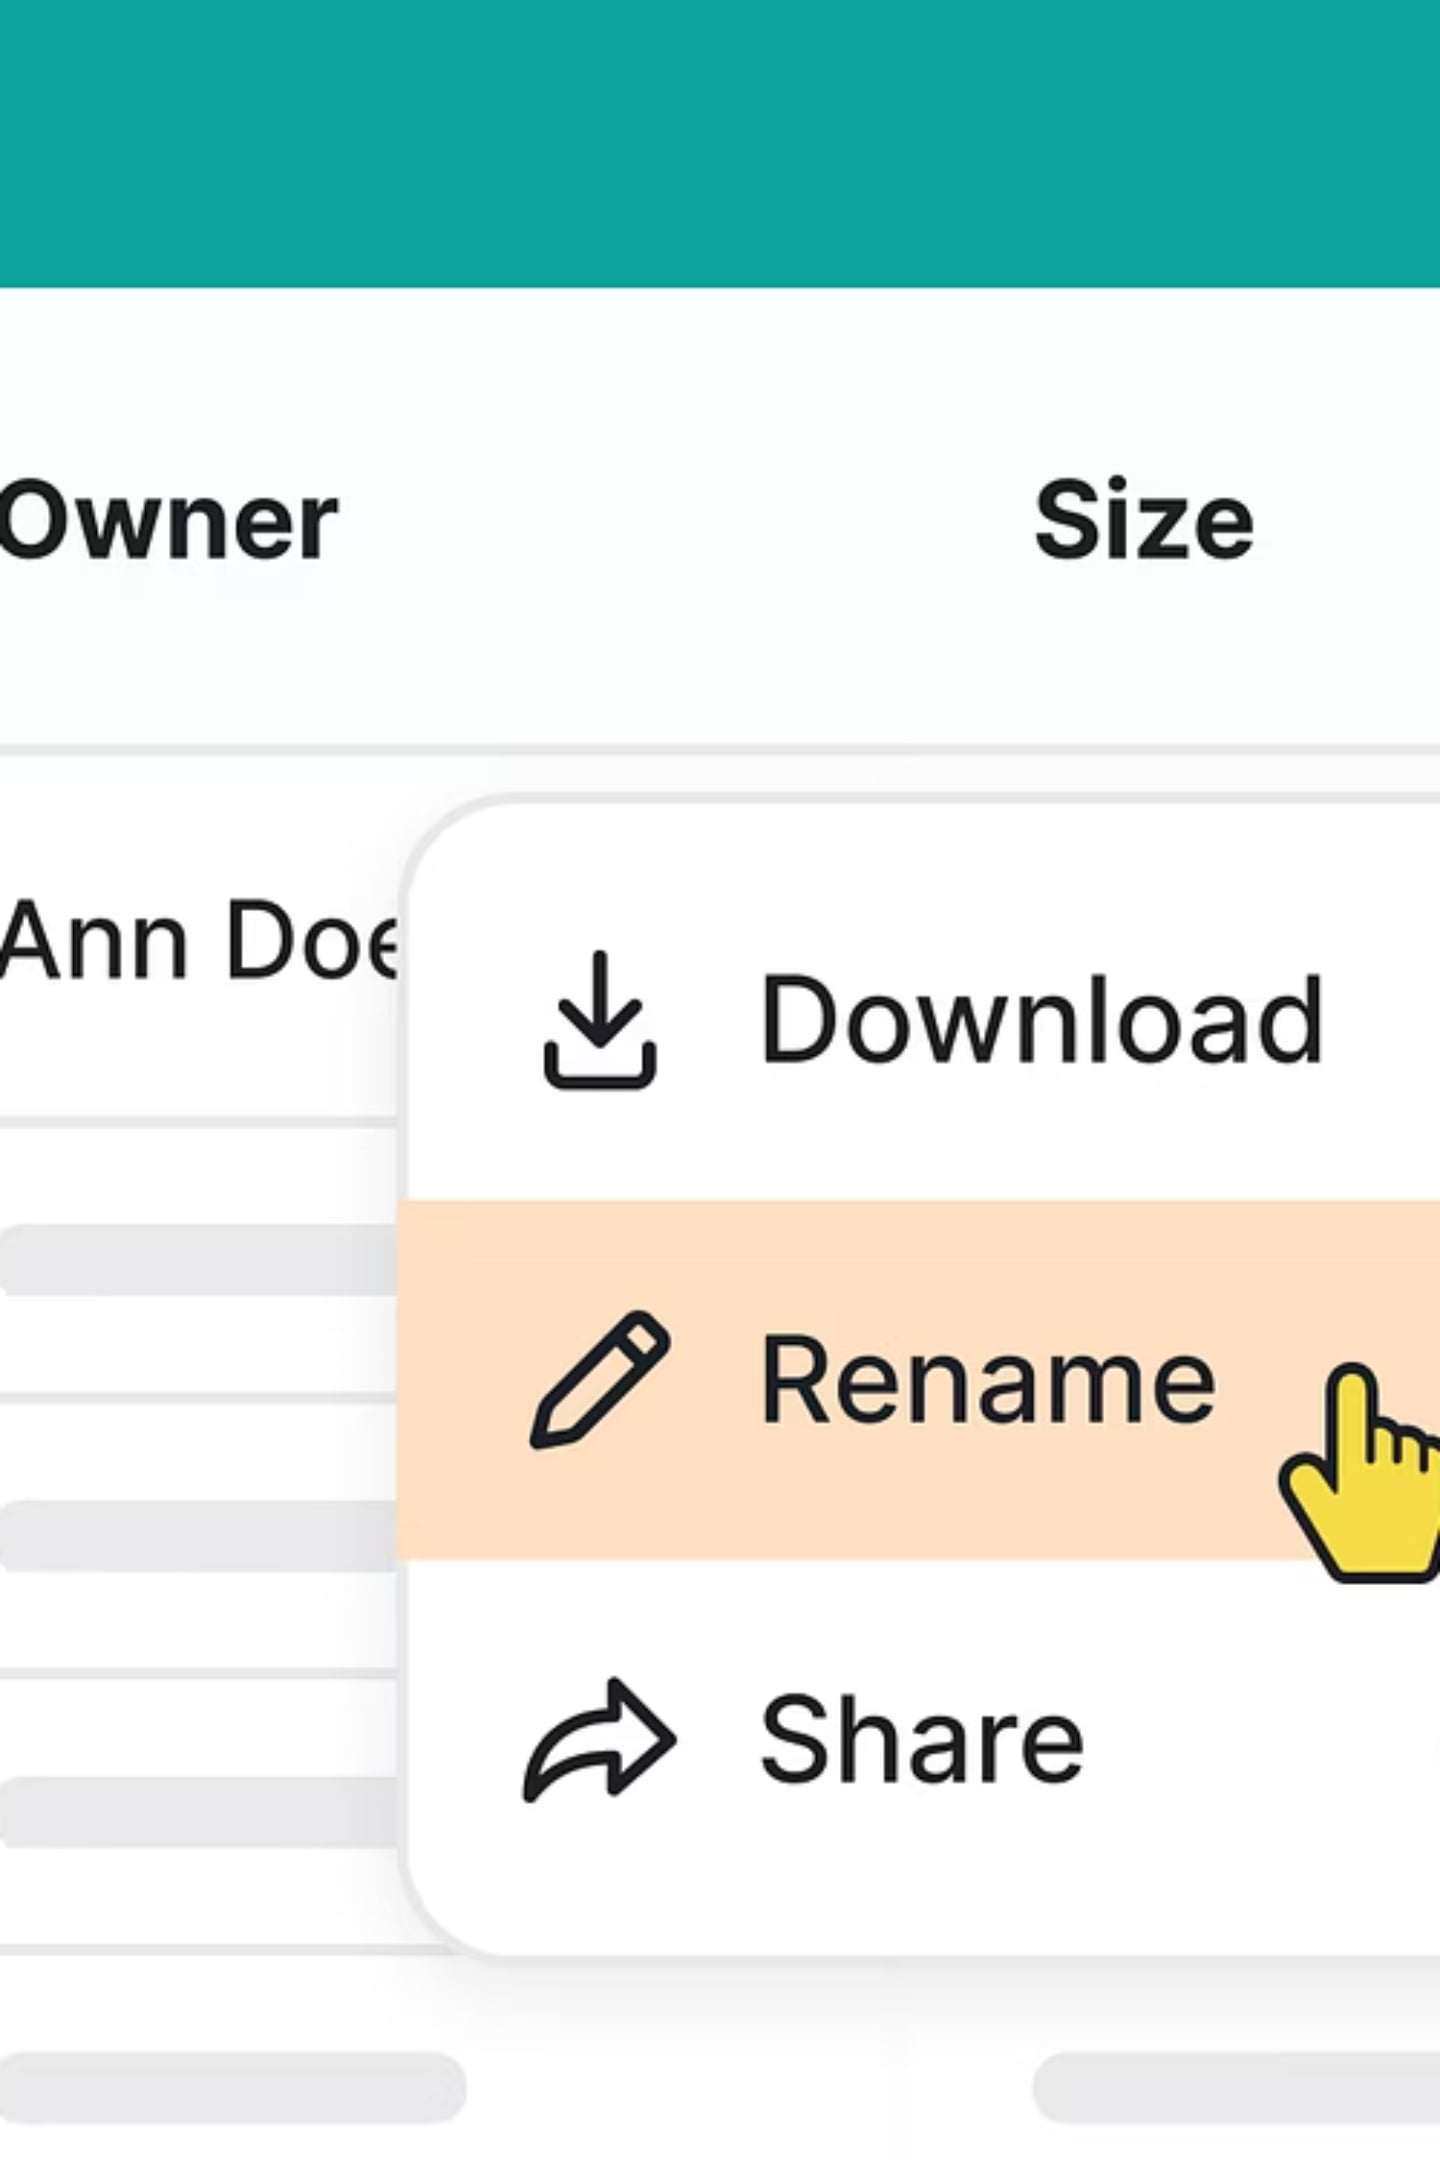 Owner Size
Ann Doe
Download
Rename
Share